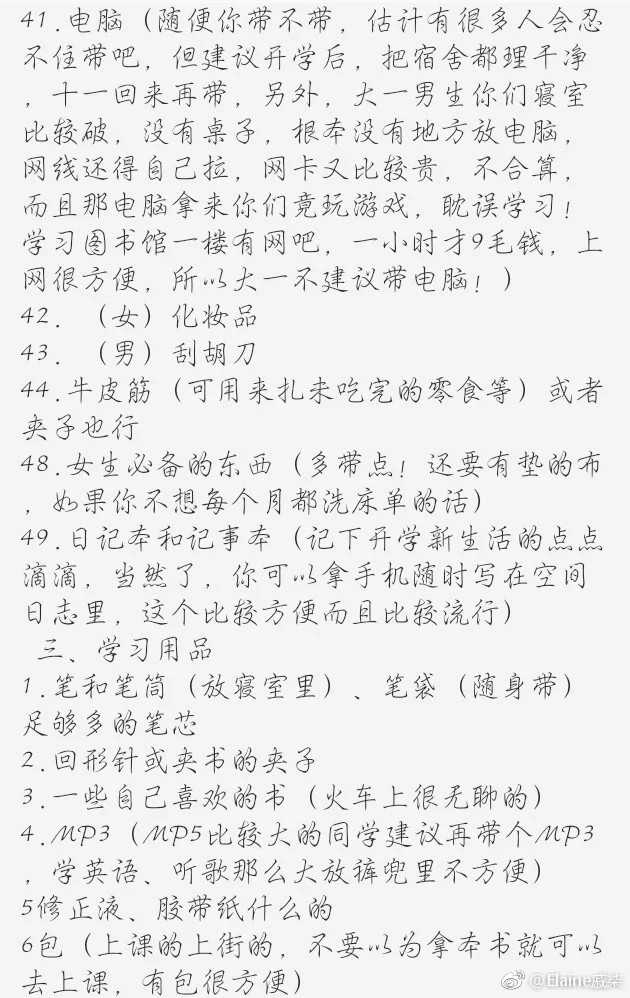 41.电脑（随便你带不带，估计有很多人会忍
不住带吧，但建议开学后，把宿舍都理干净
，十一回来再带，另外，大一男生你们寝室
比较破，没有桌子，根本没有地方放电脑，
网线还得自己拉，网卡又比较贵，不合算，
而且那电脑拿来你们竟玩游戏，耽误学习！
学习图书馆一楼有网吧，一小时才9毛钱，上
网很方便，所以大一不建议带电脑！）
42．（女）化妆品
43．（男）刮胡刀
44.牛皮筋（可用来扎未吃完的零食等）或者
夹子也行
48.女生必备的东西（多带点！还要有垫的布
，如果你不想每个月都洗床单的话）
49.日记本和记事本（记下开学新生活的点点
滴滴，当然了，你可以拿手机随时写在空间
日志里，这个比较方便而且比较流行）
三、学习用品
1.笔和笔筒（放寝室里）、笔袋（随身带）
足够多的笔芯
2.回形针或夹书的夹子
3.一些自己喜欢的书（火车上很无聊的）
4.MP3（MP5比较大的同学建议再带个MP3
，学英语、听歌那么大放裤兜里不方便）
5修正液、胶带纸什么的
6包（上课的上街的，不要以为拿本书就可以
去上课，有包很方便）
@Elaine戚柒